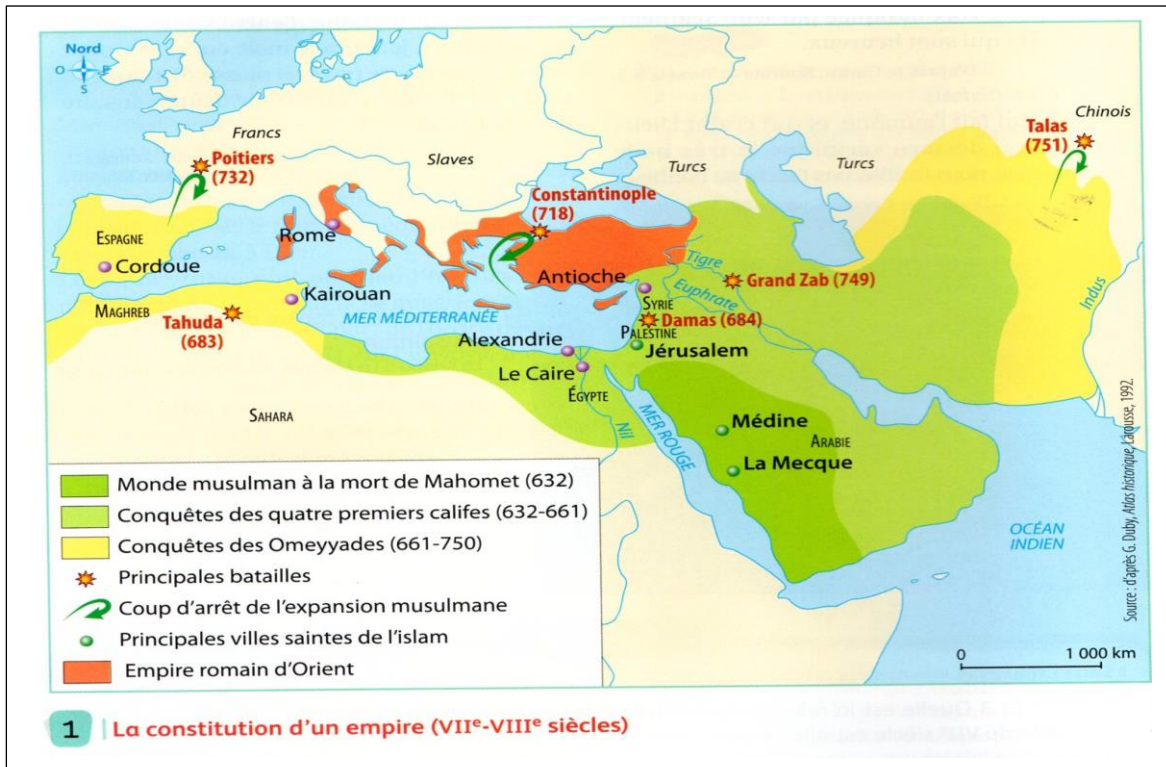 Nord
O
E
S
Francs
Poitiers
(732)
Slaves
Turcs
Turcs
Chinois
Talas
(751)
Constantinople
(718)
ESPAGNE
Cordoue
Rome
Antioche
Tigre
Euphrate
Grand Zab (749)
Indus
MAGHREB
Kairouan
Tahuda
(683)
MER MÉDITERRANÉE
SYRIE
Damas (684)
PALESTINE
Jérusalem
Alexandrie
Le Caire
ÉGYPTE
SAHARA
Nil
MER ROUGE
Médine
ARABIE
La Mecque
OCÉAN
INDIEN
Monde musulman à la mort de Mahomet (632)
Conquêtes des quatre premiers califes (632-661)
Conquêtes des Omeyyades (661-750)
Principales batailles
Coup d'arrêt de l'expansion musulmane
Principales villes saintes de l'islam
Empire romain d'Orient
0
1 000 km
Source : d'après G. Duby, Atlas historique, Larousse, 1992.
1 La constitution d'un empire (VIIe-VIIIe siècles)